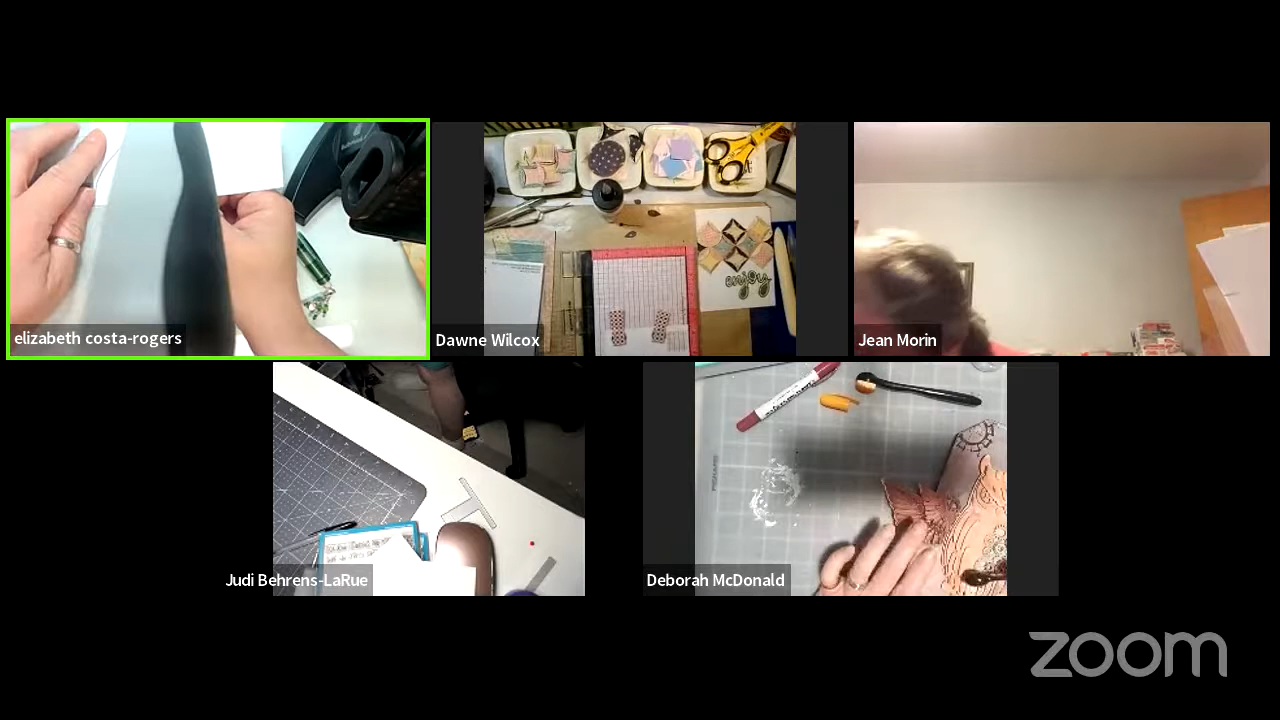 elizabeth costa-rogers
Dawne Wilcox
enjoy
Jean Morin
Judi Behrens-LaRue
Deborah McDonald
zoom